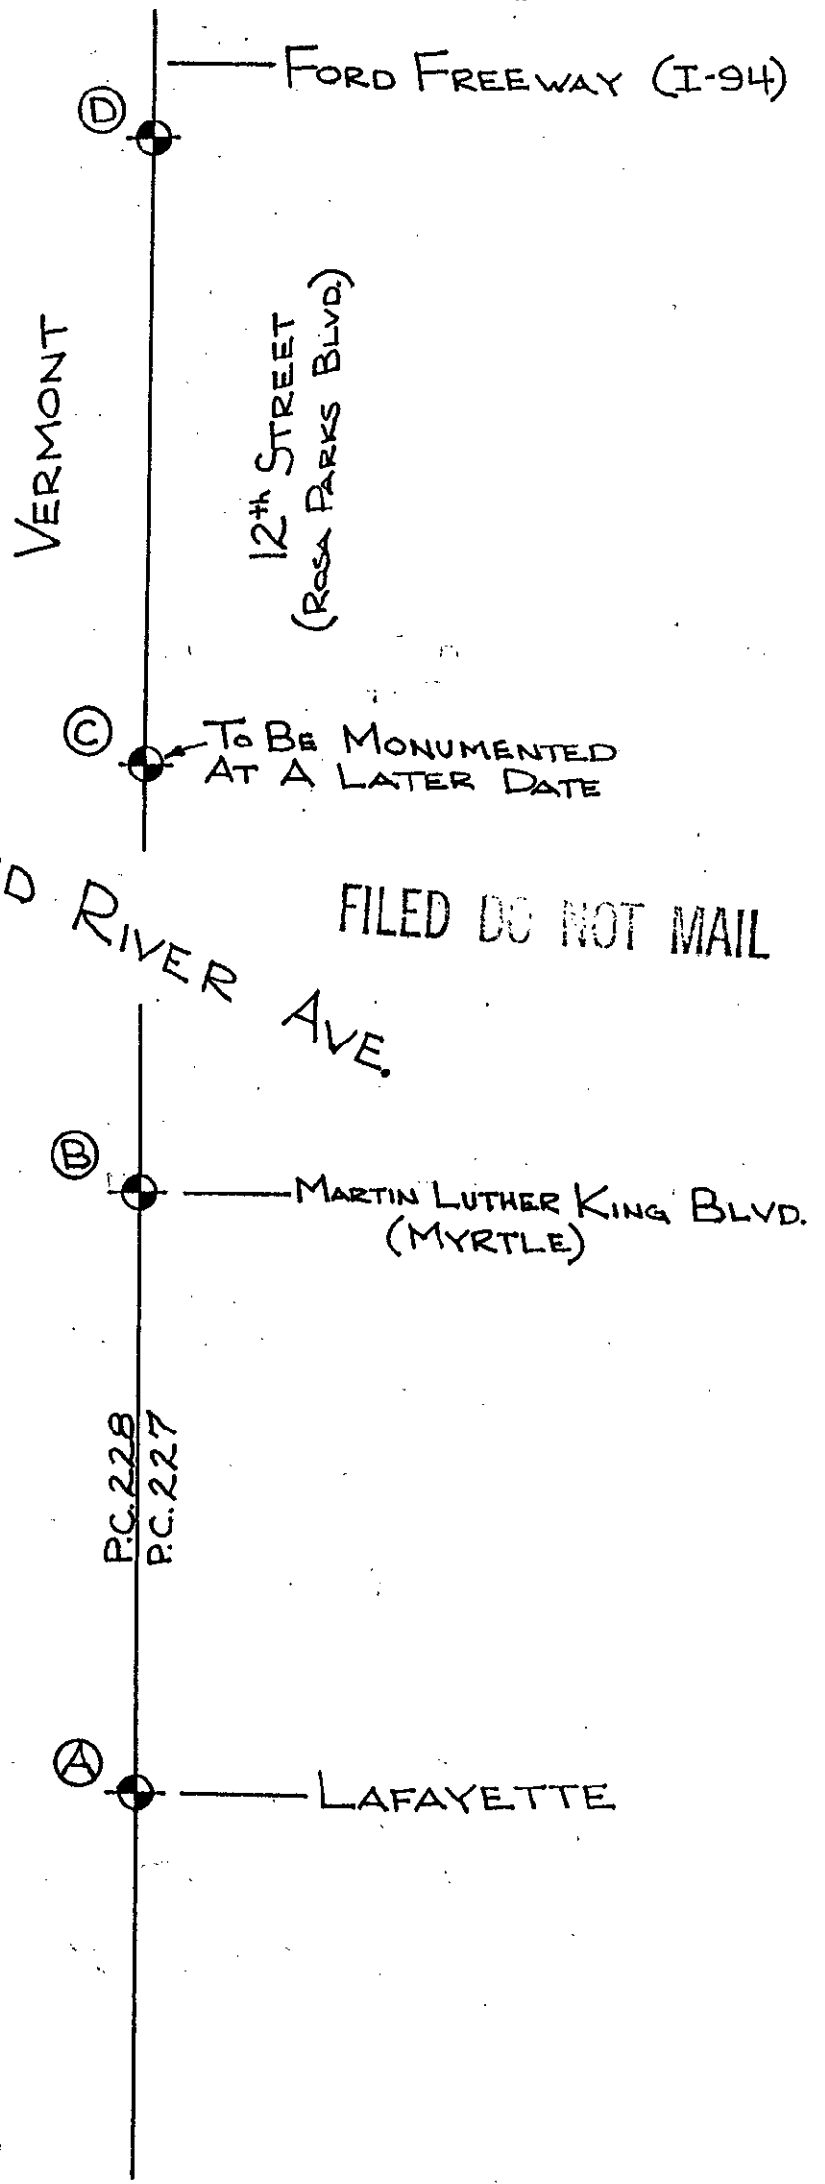 FORD FREEWAY (I-94)
D
VERMONT
12th STREET
(ROSA PARKS BLVD.)
C
TO BE MONUMENTED
AT A LATER DATE
D RIVER AVE.
FILED DO NOT MAIL
B
MARTIN LUTHER KING BLVD.
(MYRTLE)
P.C. 228
P.C. 227
A
LAFAYETTE